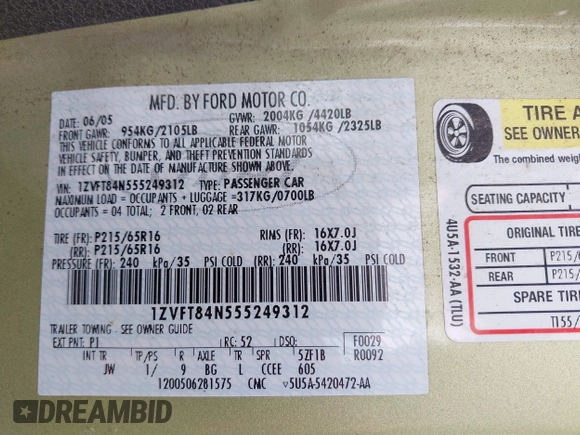 MFD. BY FORD MOTOR CO.
DATE: 06/05
GVWR: 2004KG /4420LB
FRONT GAWR: 954KG/2105LB
REAR GAWR: 1054KG /2325LB
THIS VEHICLE CONFORMS TO ALL APPLICABLE FEDERAL MOTOR
VEHICLE SAFETY, BUMPER, AND THEFT PREVENTION STANDARDS
IN EFFECT ON THE DATE OF MANUFACTURE SHOWN ABOVE.
VIN: 1ZVFT84N555249312 TYPE: PASSENGER CAR
MAXIMUM LOAD = OCCUPANTS + LUGGAGE =317KG/0700LB
OCCUPANTS = 04 TOTAL; 2 FRONT, 02 REAR
TIRE (FR): P215/65R16 RIMS (FR): 16X7.0J
(RR): P215/65R16 (RR): 16X7.0J
PRESSURE (FR): 240 kPa/35 PSI COLD (RR): 240 kPa/35 PSI COLD
1ZVFT84N555249312
TRAILER TOWING - SEE OWNER GUIDE
EXT PNT: P1 RC: 52 DSO: F0029
INT TR TP/PS R AXLE TR SPR 5ZF1B R0092
JW 1/ 9 BG L CCEE 605
1200506281575 CMC ▽5U5A-5420472-AA
4U5A-1532-AA (TLU)
TIRE A
SEE OWNER
The combined weigh
SEATING CAPACITY
ORIGINAL TIRE
FRONT P215/
REAR P215/
SPARE TIRE
T155/
DREAMBID